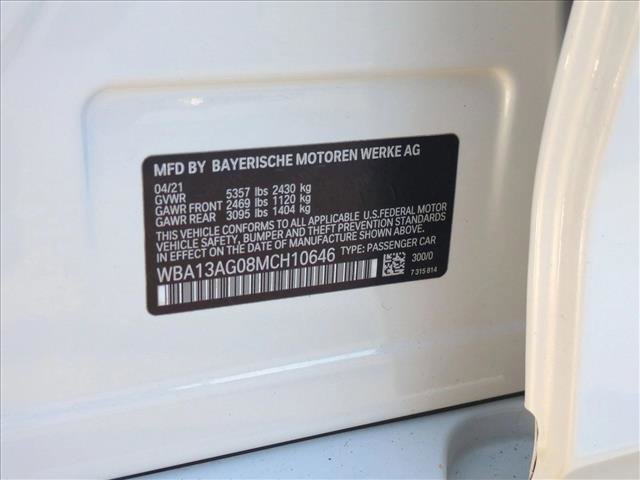 MFD BY BAYERISCHE MOTOREN WERKE AG
04/21
GVWR 5357 lbs 2430 kg
GAWR FRONT 2469 lbs 1120 kg
GAWR REAR 3095 lbs 1404 kg
THIS VEHICLE CONFORMS TO ALL APPLICABLE U.S. FEDERAL MOTOR
VEHICLE SAFETY, BUMPER, AND THEFT PREVENTION STANDARDS
IN EFFECT ON THE DATE OF MANUFACTURE SHOWN ABOVE.
WBA13AG08MCH10646 TYPE: PASSENGER CAR
300/0
7 315 814